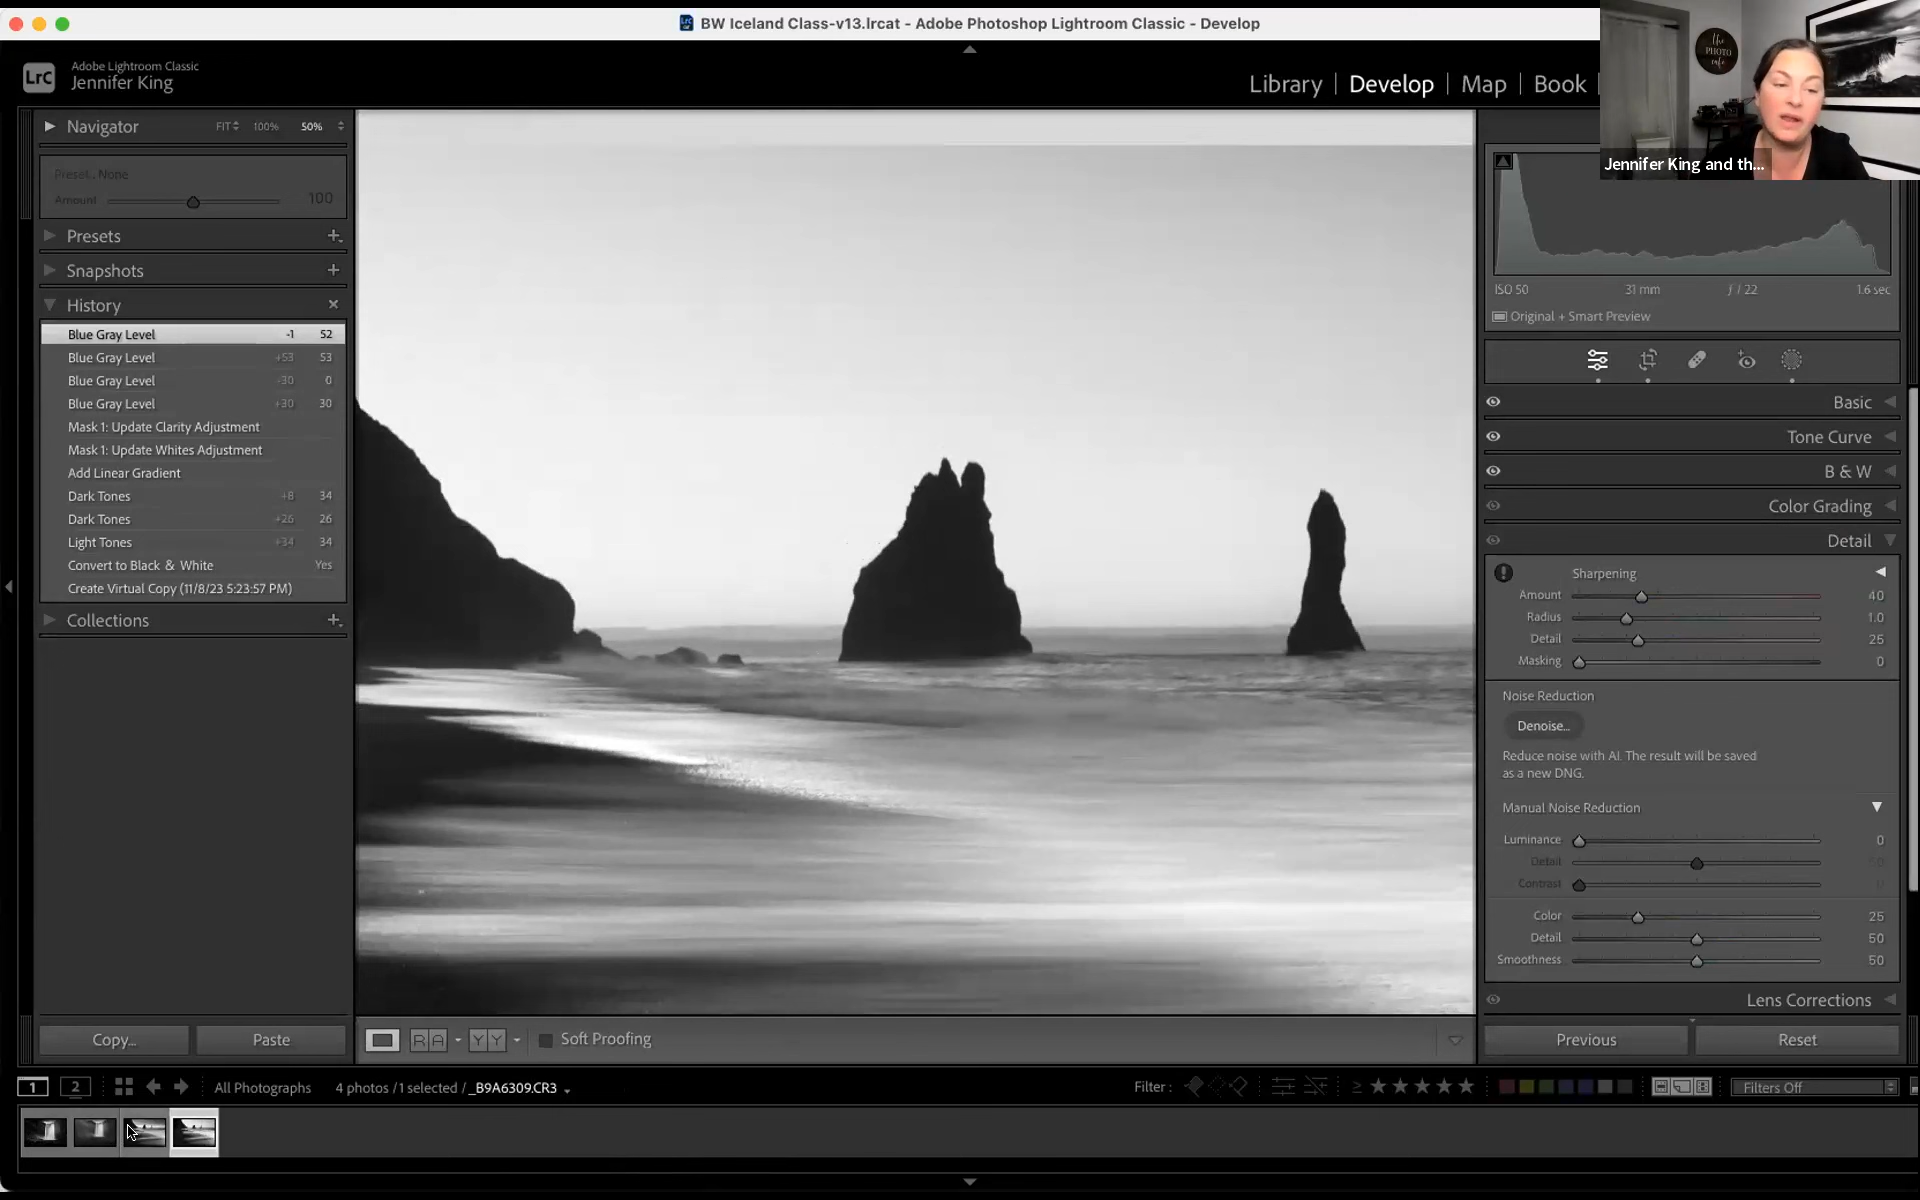 BW Iceland Class-v13.lrcat - Adobe Photoshop Lightroom Classic - Develop
the
PHOTO
cafe
LrC
Adobe Lightroom Classic
Jennifer King
Library | Develop | Map | Book |
Jennifer King and th...
Navigator FIT 100% 50%
Preset: None
Amount 100
Presets
Snapshots
History
Blue Gray Level -1 52
Blue Gray Level +53 53
Blue Gray Level -30 0
Blue Gray Level +30 30
Mask 1: Update Clarity Adjustment
Mask 1: Update Whites Adjustment
Add Linear Gradient
Dark Tones +8 34
Dark Tones +26 26
Light Tones +34 34
Convert to Black & White Yes
Create Virtual Copy (11/8/23 5:23:57 PM)
Collections
Copy... Paste
R A Y Y Soft Proofing
ISO 50 31 mm f / 22 1.6 sec
Original + Smart Preview
Basic
Tone Curve
B & W
Color Grading
Detail
Sharpening
Amount 40
Radius 1.0
Detail 25
Masking 0
Noise Reduction
Denoise...
Reduce noise with AI. The result will be saved
as a new DNG.
Manual Noise Reduction
Luminance 0
Detail 50
Contrast 0
Color 25
Detail 50
Smoothness 50
Lens Corrections
Previous Reset
1 2 All Photographs 4 photos / 1 selected / _B9A6309.CR3 Filter : ≥ ★ ★ ★ ★ ★ Filters Off